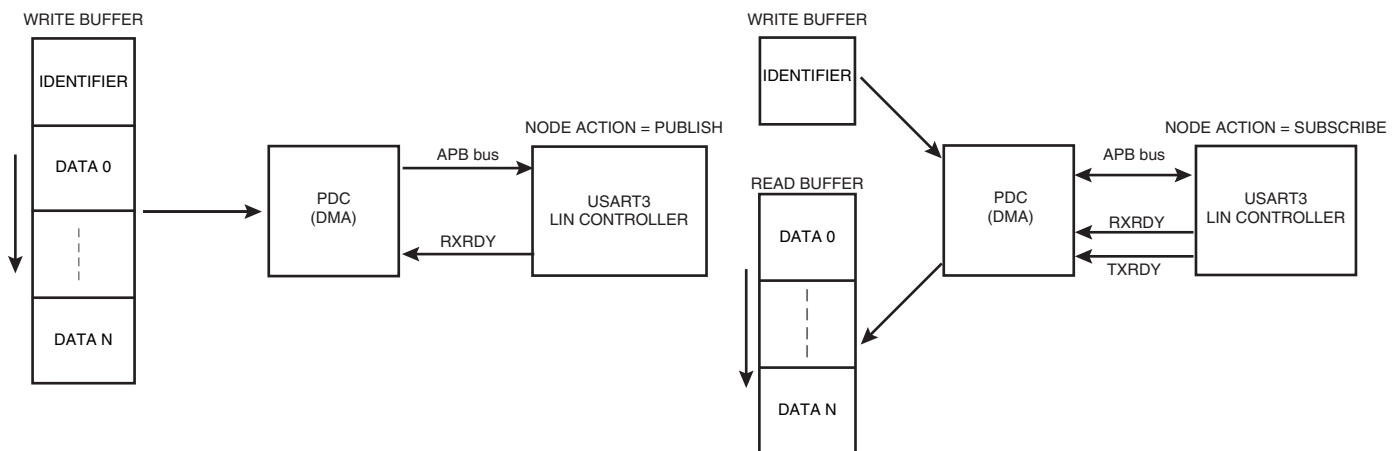 WRITE BUFFER
IDENTIFIER
DATA 0
DATA N
PDC
(DMA)
APB bus
RXRDY
NODE ACTION = PUBLISH
USART3
LIN CONTROLLER
WRITE BUFFER
IDENTIFIER
READ BUFFER
DATA 0
DATA N
PDC
(DMA)
APB bus
RXRDY
TXRDY
NODE ACTION = SUBSCRIBE
USART3
LIN CONTROLLER